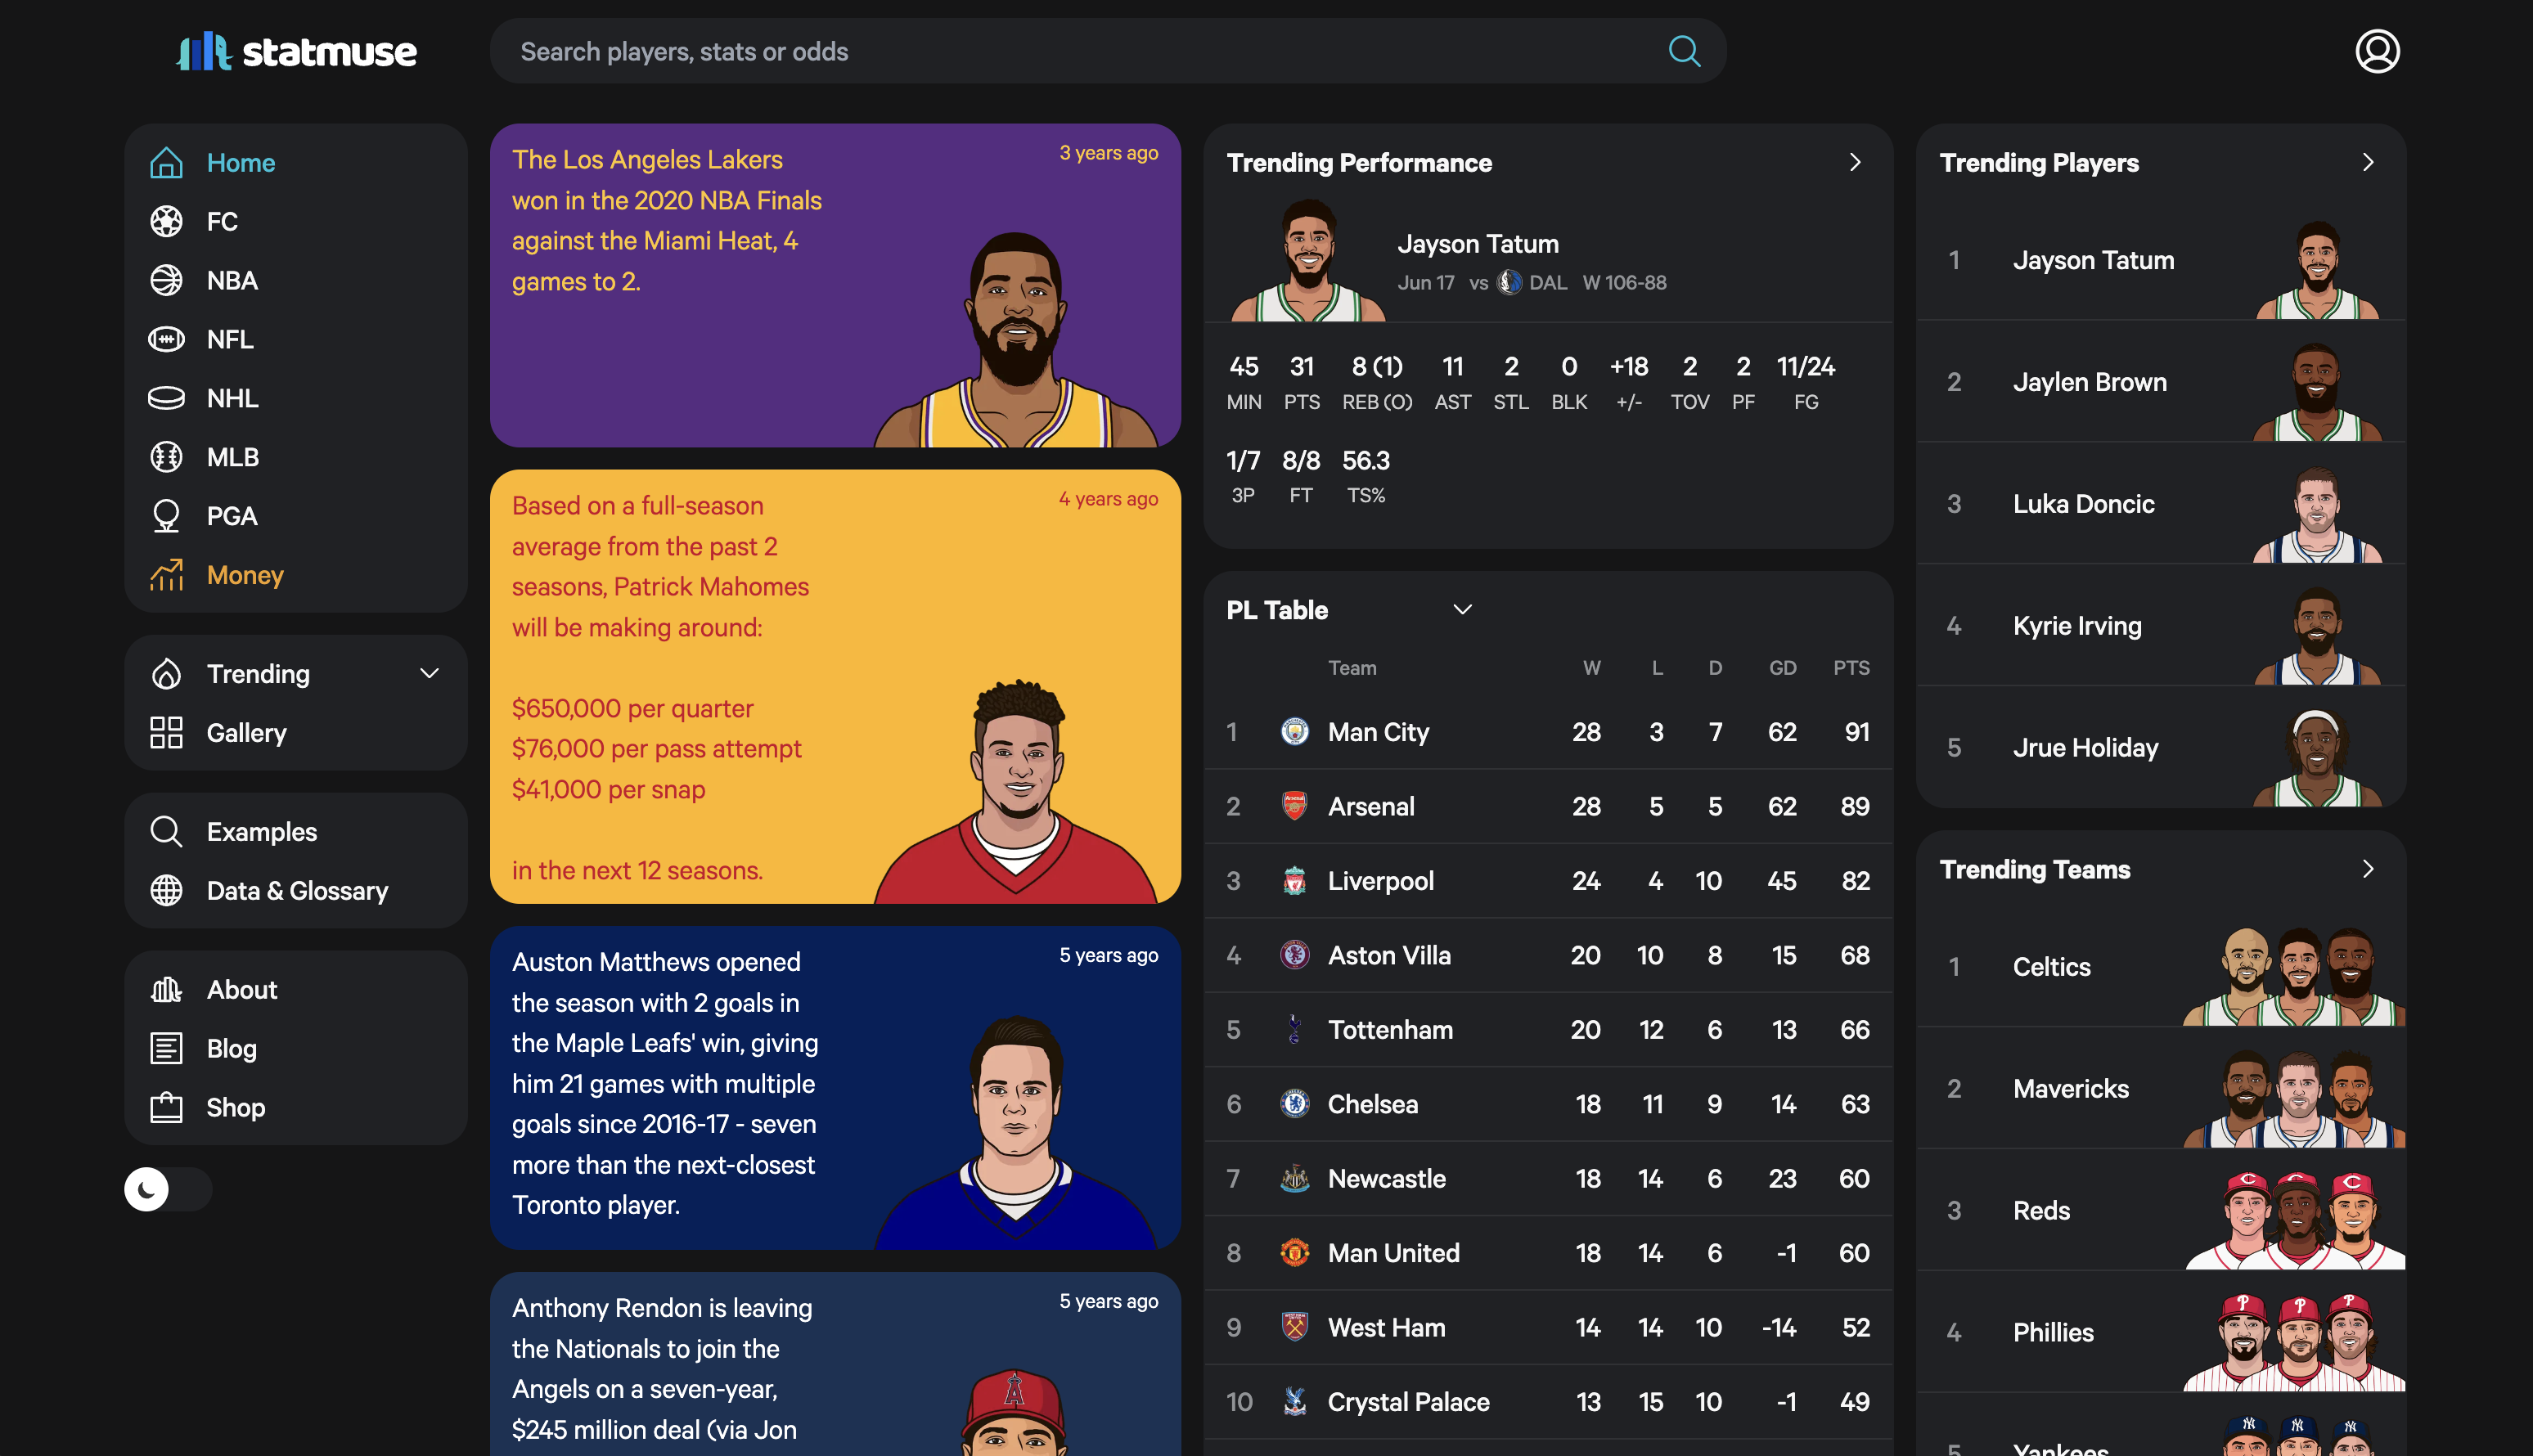 statmuse
Search players, stats or odds
Home
FC
NBA
NFL
NHL
MLB
PGA
Money
Trending
Gallery
Examples
Data & Glossary
About
Blog
Shop
The Los Angeles Lakers
won in the 2020 NBA Finals
against the Miami Heat, 4
games to 2.
3 years ago
Based on a full-season
average from the past 2
seasons, Patrick Mahomes
will be making around:
$650,000 per quarter
$76,000 per pass attempt
$41,000 per snap
in the next 12 seasons.
4 years ago
Auston Matthews opened
the season with 2 goals in
the Maple Leafs' win, giving
him 21 games with multiple
goals since 2016-17 - seven
more than the next-closest
Toronto player.
5 years ago
Anthony Rendon is leaving
the Nationals to join the
Angels on a seven-year,
$245 million deal (via Jon
5 years ago
Trending Performance
Jayson Tatum
Jun 17 vs DAL W 106-88
45 31 8 (1) 11 2 0 +18 2 2 11/24
MIN PTS REB (O) AST STL BLK +/- TOV PF FG
1/7 8/8 56.3
3P FT TS%
PL Table
Team W L D GD PTS
1 Man City 28 3 7 62 91
2 Arsenal 28 5 5 62 89
3 Liverpool 24 4 10 45 82
4 Aston Villa 20 10 8 15 68
5 Tottenham 20 12 6 13 66
6 Chelsea 18 11 9 14 63
7 Newcastle 18 14 6 23 60
8 Man United 18 14 6 -1 60
9 West Ham 14 14 10 -14 52
10 Crystal Palace 13 15 10 -1 49
Trending Players
1 Jayson Tatum
2 Jaylen Brown
3 Luka Doncic
4 Kyrie Irving
5 Jrue Holiday
Trending Teams
1 Celtics
2 Mavericks
3 Reds
4 Phillies
5 Yankees